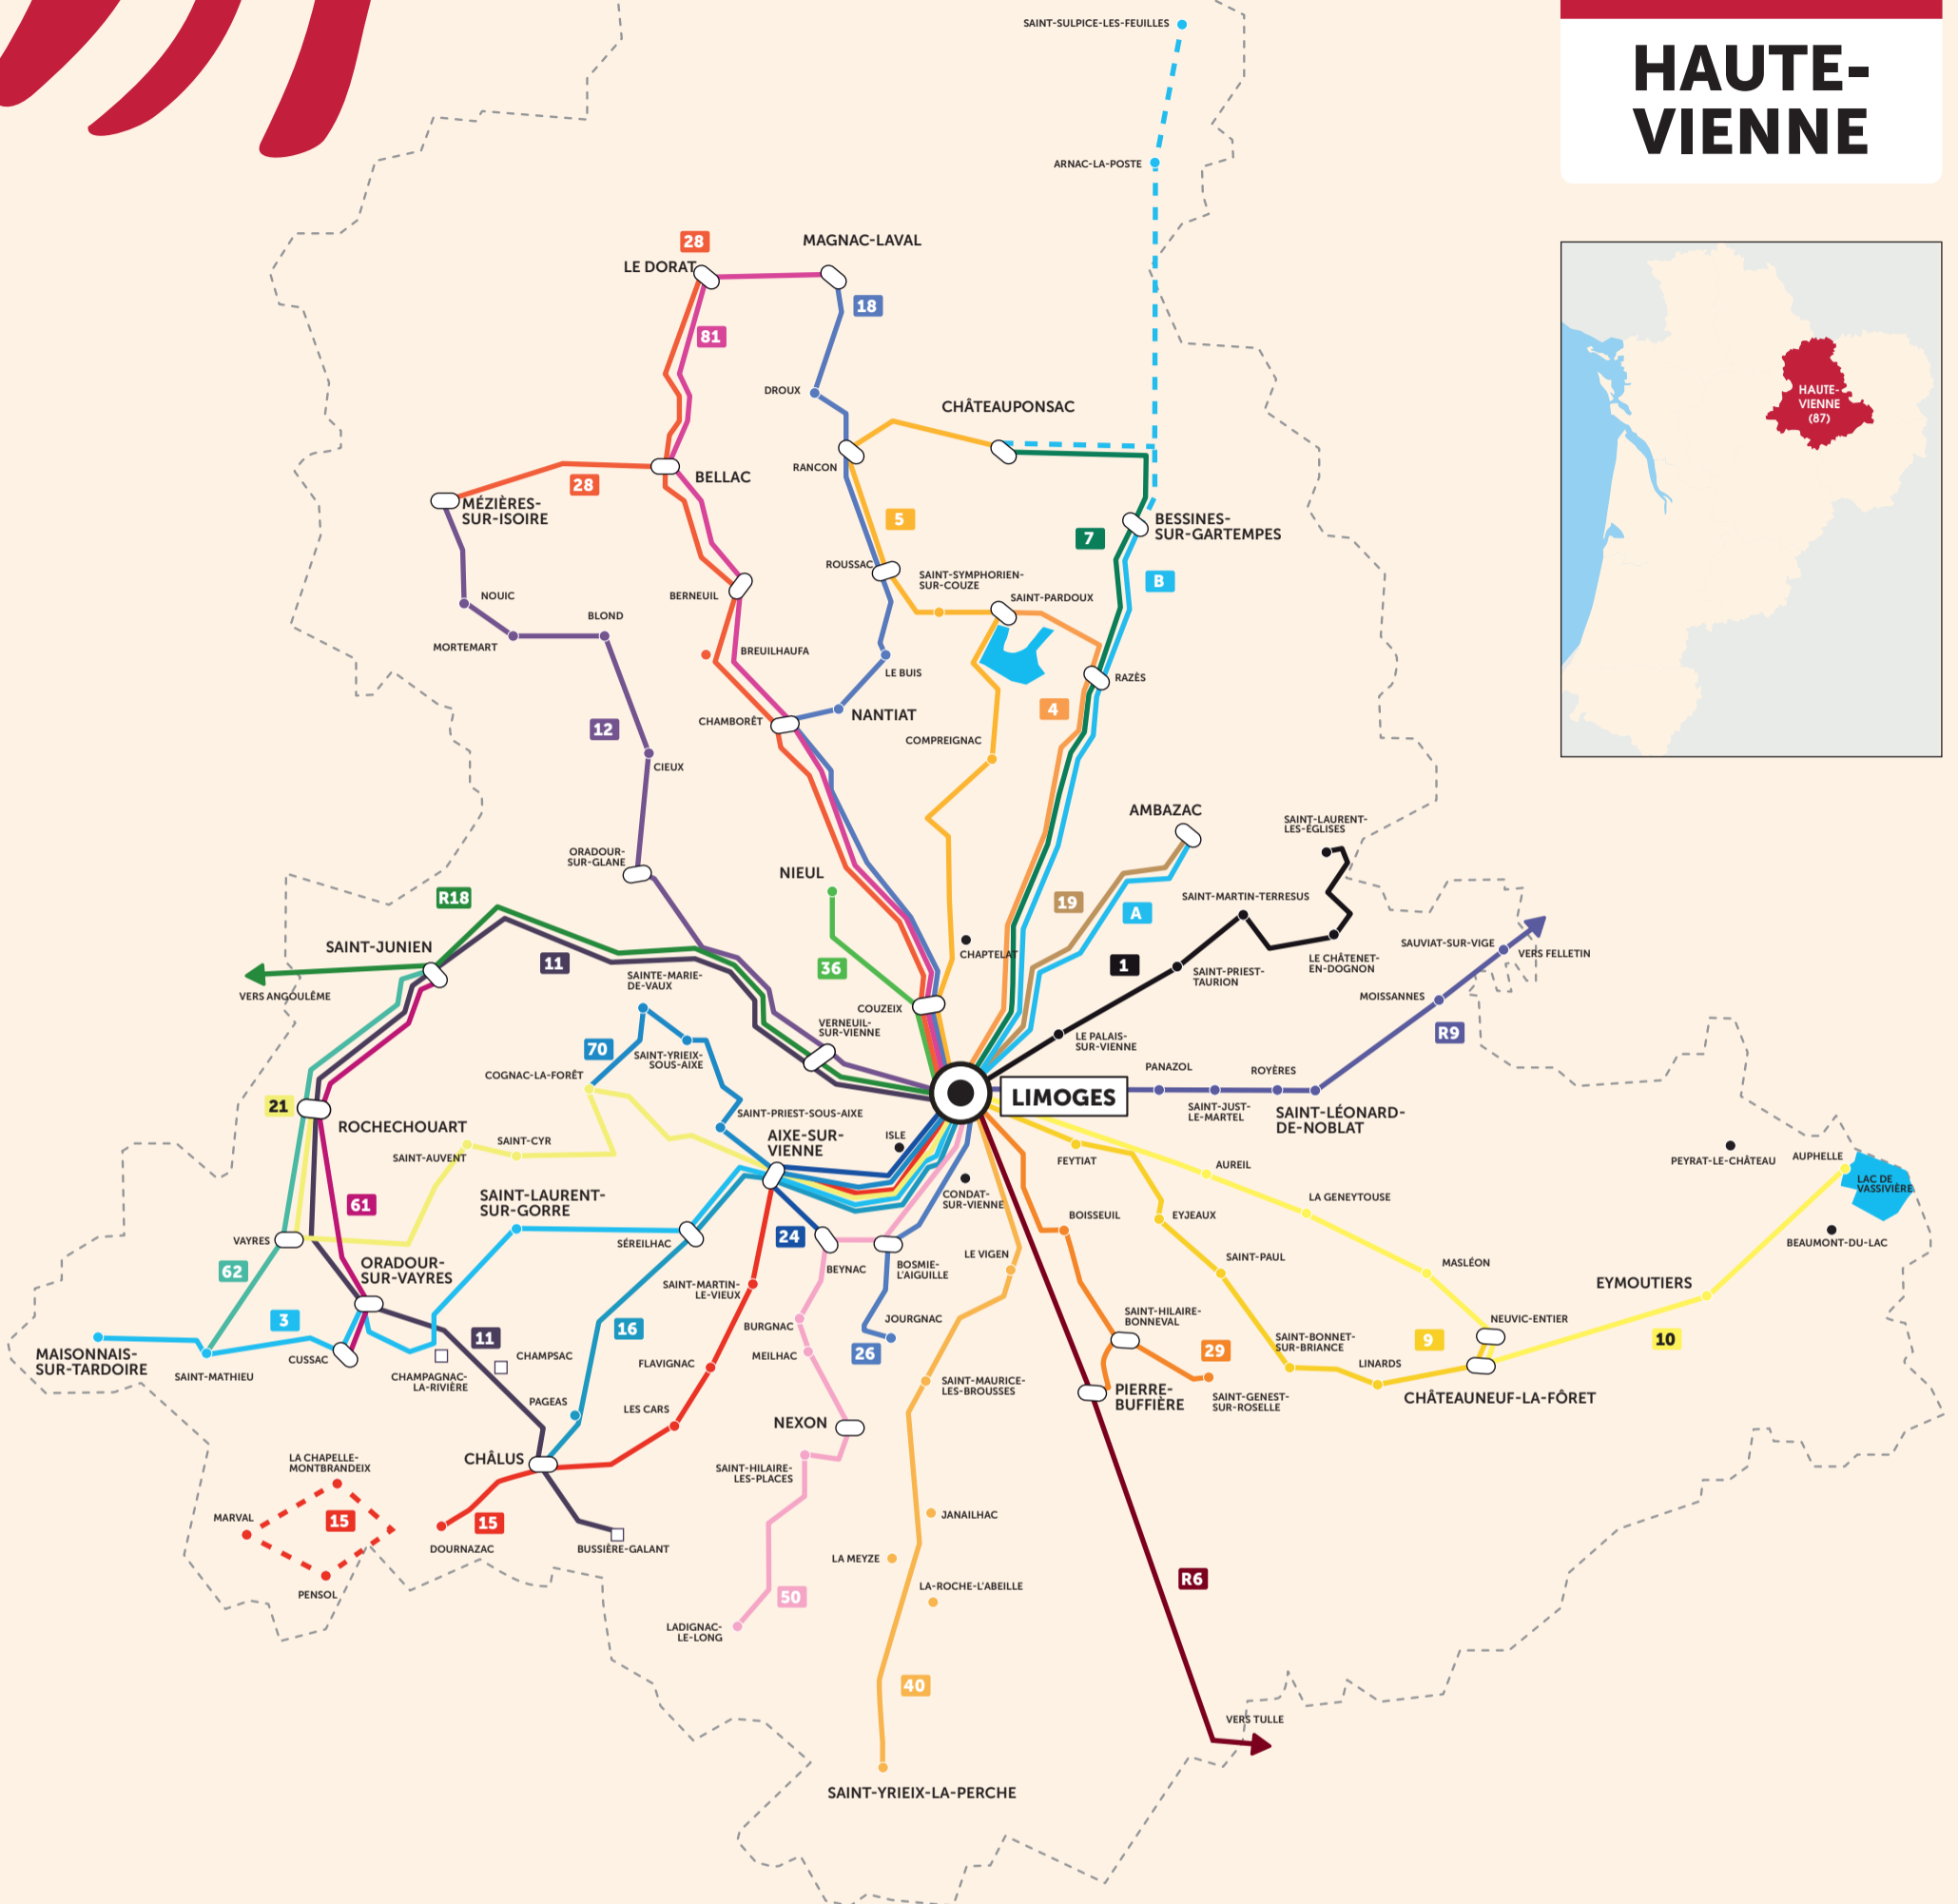 SAINT-SULPICE-LES-FEUILLES
HAUTE-
VIENNE
ARNAC-LA-POSTE
28
MAGNAC-LAVAL
LE DORAT
18
81
DROUX
CHÂTEAUPONSAC
HAUTE-
VIENNE
(87)
RANCON
BELLAC
28
MÉZIÈRES-
SUR-ISOIRE
5
BESSINES-
SUR-GARTEMPES
7
ROUSSAC
B
SAINT-SYMPHORIEN-
SUR-COUZE
NOUIC
BERNEUIL
SAINT-PARDOUX
BLOND
MORTEMART
BREUILHAUFA
LE BUIS
RAZÈS
4
NANTIAT
CHAMBORÊT
12
COMPREIGNAC
CIEUX
AMBAZAC
SAINT-LAURENT-
LES-ÉGLISES
ORADOUR-
SUR-GLANE
NIEUL
R18
19
A
SAINT-MARTIN-TERRESUS
SAINT-JUNIEN
SAUVIAT-SUR-VIGE
VERS FELLETIN
CHAPTELAT
LE CHÂTENET-
EN-DOGNON
11
36
1
SAINT-PRIEST-
TAURION
SAINTE-MARIE-
DE-VAUX
VERS ANGOULÊME
MOISSANNES
COUZEIX
VERNEUIL-
SUR-VIENNE
R9
LE PALAIS-
SUR-VIENNE
70
SAINT-YRIEIX-
SOUS-AIXE
PANAZOL
ROYÈRES
COGNAC-LA-FORÊT
LIMOGES
21
SAINT-JUST-
LE-MARTEL
SAINT-LÉONARD-
DE-NOBLAT
SAINT-PRIEST-SOUS-AIXE
ROCHECHOUART
SAINT-CYR
AIXE-SUR-
VIENNE
ISLE
SAINT-AUVENT
FEYTIAT
AUREIL
PEYRAT-LE-CHÂTEAU
AUPHELLE
LAC DE
VASSIVIÈRE
61
SAINT-LAURENT-
SUR-GORRE
CONDAT-
SUR-VIENNE
LA GENEYTOUSE
BOISSEUIL
EYJEAUX
24
VAYRES
SÉREILHAC
BEAUMONT-DU-LAC
LE VIGEN
SAINT-PAUL
MASLÉON
62
ORADOUR-
SUR-VAYRES
BEYNAC
BOSMIE-
L'AIGUILLE
EYMOUTIERS
SAINT-MARTIN-
LE-VIEUX
3
16
BURGNAC
JOURGNAC
SAINT-HILAIRE-
BONNEVAL
NEUVIC-ENTIER
11
9
10
SAINT-BONNET-
SUR-BRIANCE
29
MAISONNAIS-
SUR-TARDOIRE
CUSSAC
CHAMPSAC
FLAVIGNAC
MEILHAC
26
LINARDS
SAINT-MATHIEU
CHAMPAGNAC-
LA-RIVIÈRE
SAINT-MAURICE-
LES-BROUSSES
PIERRE-
BUFFIÈRE
SAINT-GENEST-
SUR-ROSELLE
CHÂTEAUNEUF-LA-FÔRET
PAGEAS
LES CARS
NEXON
CHÂLUS
LA CHAPELLE-
MONTBRANDEIX
SAINT-HILAIRE-
LES-PLACES
MARVAL
15
15
JANAILHAC
DOURNAZAC
BUSSIÈRE-GALANT
LA MEYZE
R6
PENSOL
LA-ROCHE-L'ABEILLE
50
LADIGNAC-
LE-LONG
40
VERS TULLE
SAINT-YRIEIX-LA-PERCHE